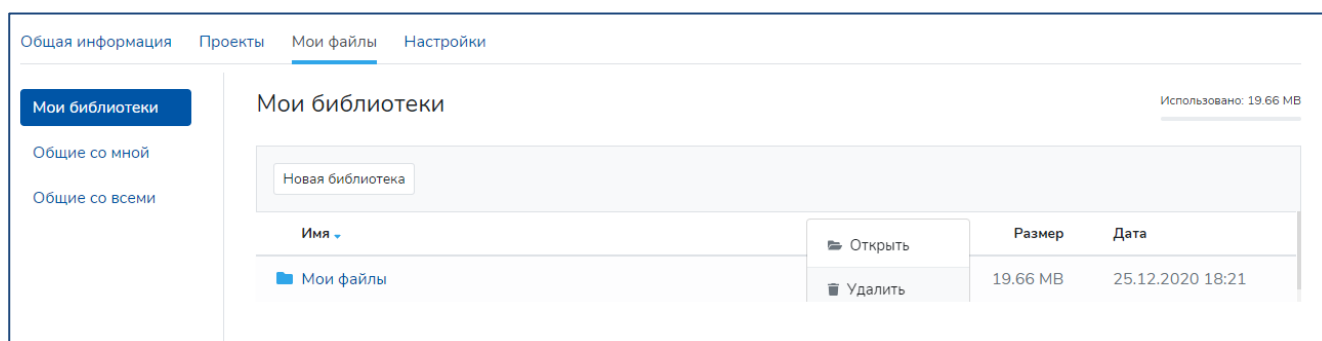 Общая информация Проекты Мои файлы Настройки
Мои библиотеки
Общие со мной
Общие со всеми
Мои библиотеки
Использовано: 19.66 MB
Новая библиотека
Имя Размер Дата
Мои файлы 19.66 MB 25.12.2020 18:21
Открыть
Удалить